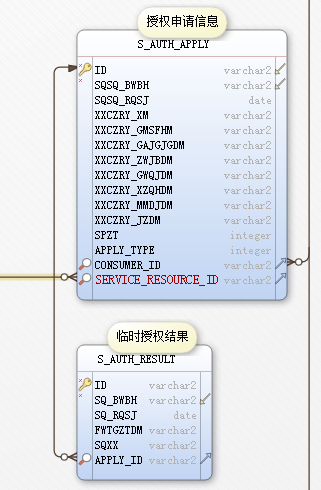 授权申请信息
S_AUTH_APPLY
ID varchar2
SQSQ_BWBH varchar2
SQSQ_RQSJ date
XXCZRY_XM varchar2
XXCZRY_GMSFHM varchar2
XXCZRY_GAJGJGDM varchar2
XXCZRY_ZWJBDM varchar2
XXCZRY_GWQJDM varchar2
XXCZRY_XZQHDM varchar2
XXCZRY_MMDJDM varchar2
XXCZRY_JZDM varchar2
SPZT integer
APPLY_TYPE integer
CONSUMER_ID varchar2
SERVICE_RESOURCE_ID varchar2
临时授权结果
S_AUTH_RESULT
ID varchar2
SQ_BWBH varchar2
SQ_RQSJ date
FWTGZTDM varchar2
SQXX varchar2
APPLY_ID varchar2